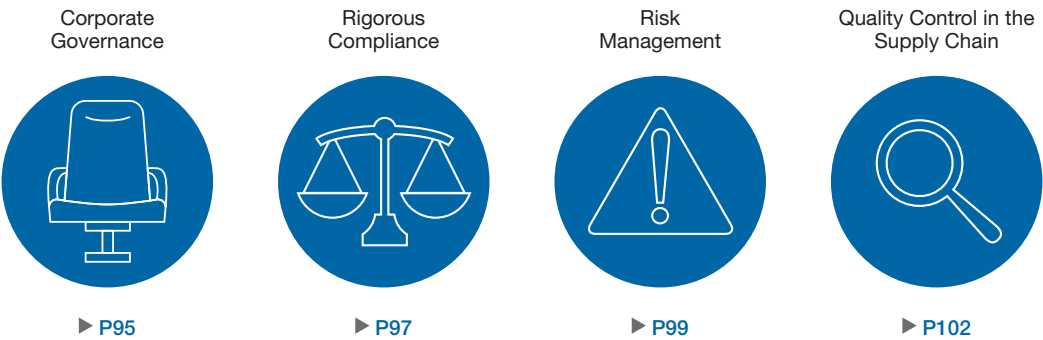 Corporate
Governance
Rigorous
Compliance
Risk
Management
Quality Control in the
Supply Chain
▶ P95
▶ P97
▶ P99
▶ P102